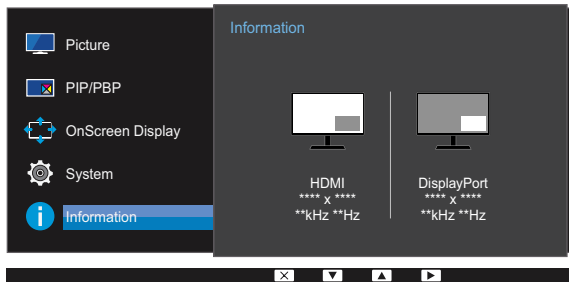 Picture
PIP/PBP
OnScreen Display
System
Information
Information
HDMI
**** x ****
**kHz **Hz
DisplayPort
**** x ****
**kHz **Hz